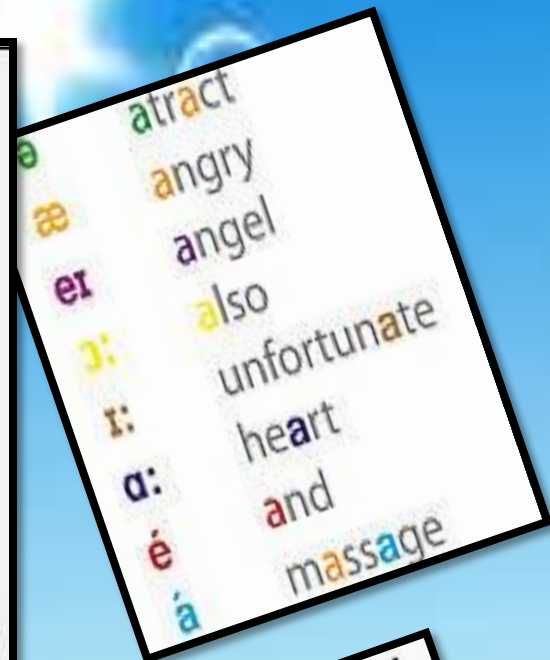 ə atract
æ angry
eɪ angel
ɔ: also
ɪ: unfortunate
ɑ: heart
é and
á massage